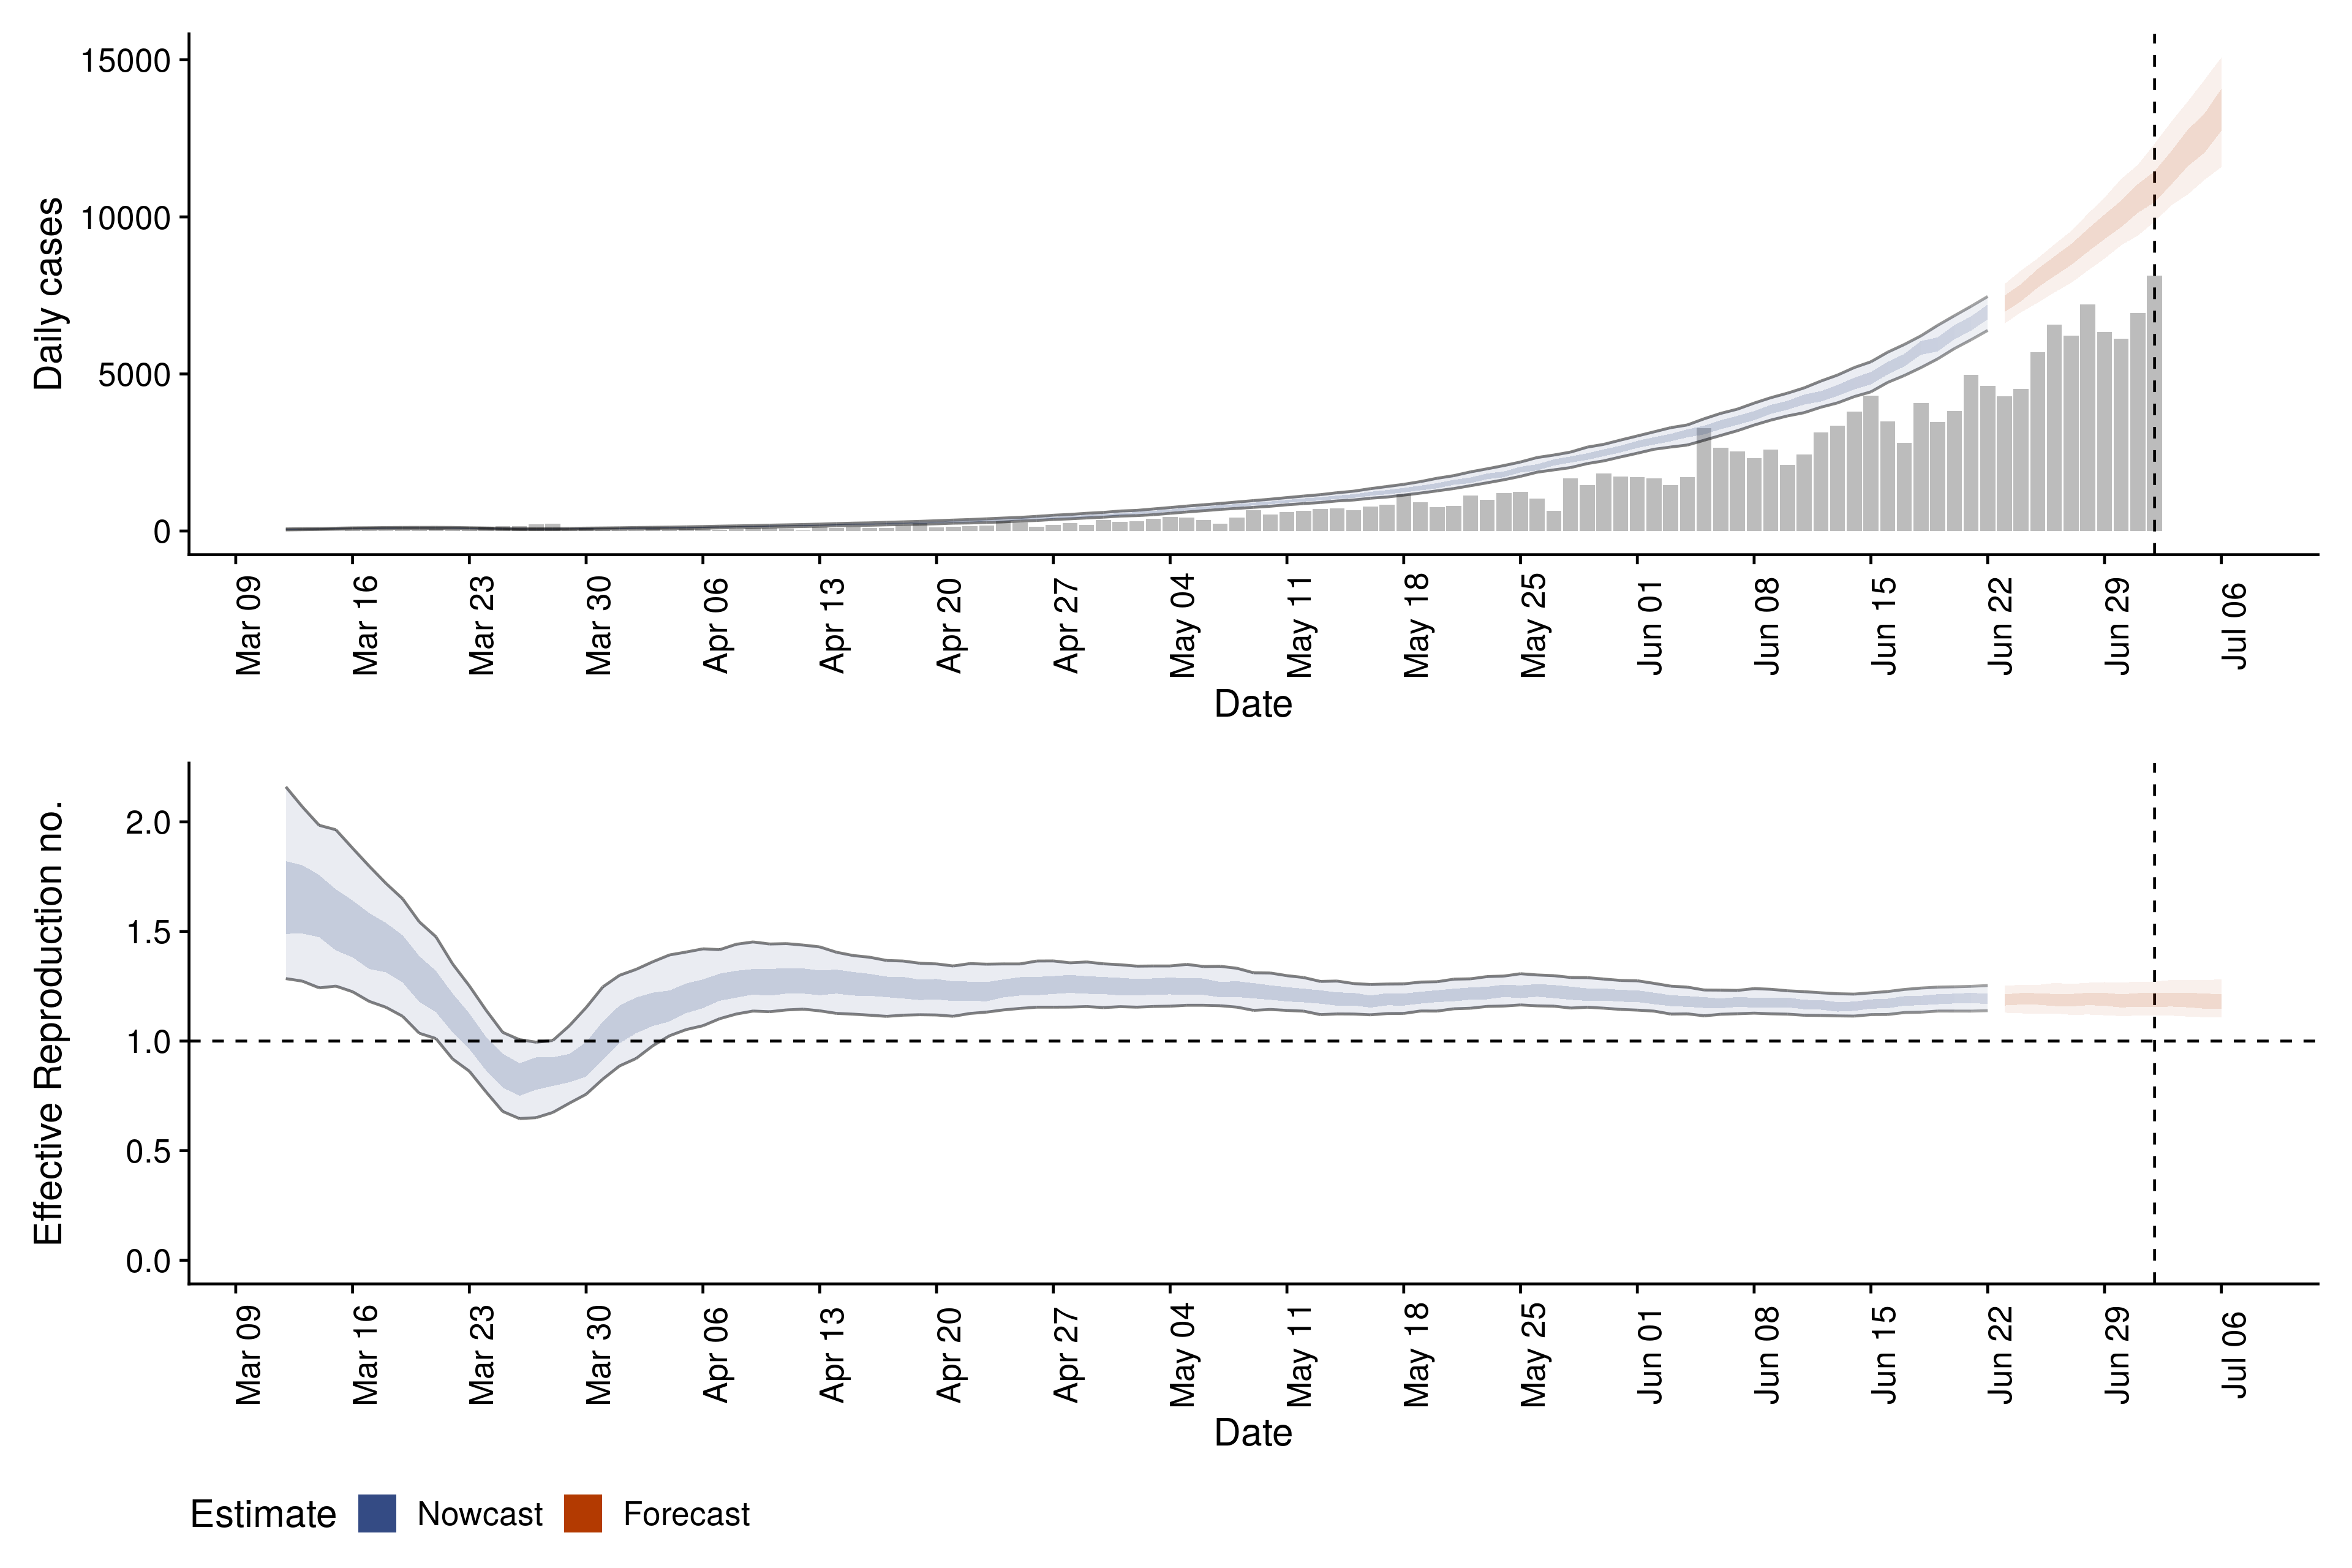 Daily cases
15000
10000
5000
0
Mar 09
Mar 16
Mar 23
Mar 30
Apr 06
Apr 13
Apr 20
Apr 27
May 04
May 11
May 18
May 25
Jun 01
Jun 08
Jun 15
Jun 22
Jun 29
Jul 06
Date
Effective Reproduction no.
2.0
1.5
1.0
0.5
0.0
Mar 09
Mar 16
Mar 23
Mar 30
Apr 06
Apr 13
Apr 20
Apr 27
May 04
May 11
May 18
May 25
Jun 01
Jun 08
Jun 15
Jun 22
Jun 29
Jul 06
Date
Estimate Nowcast Forecast